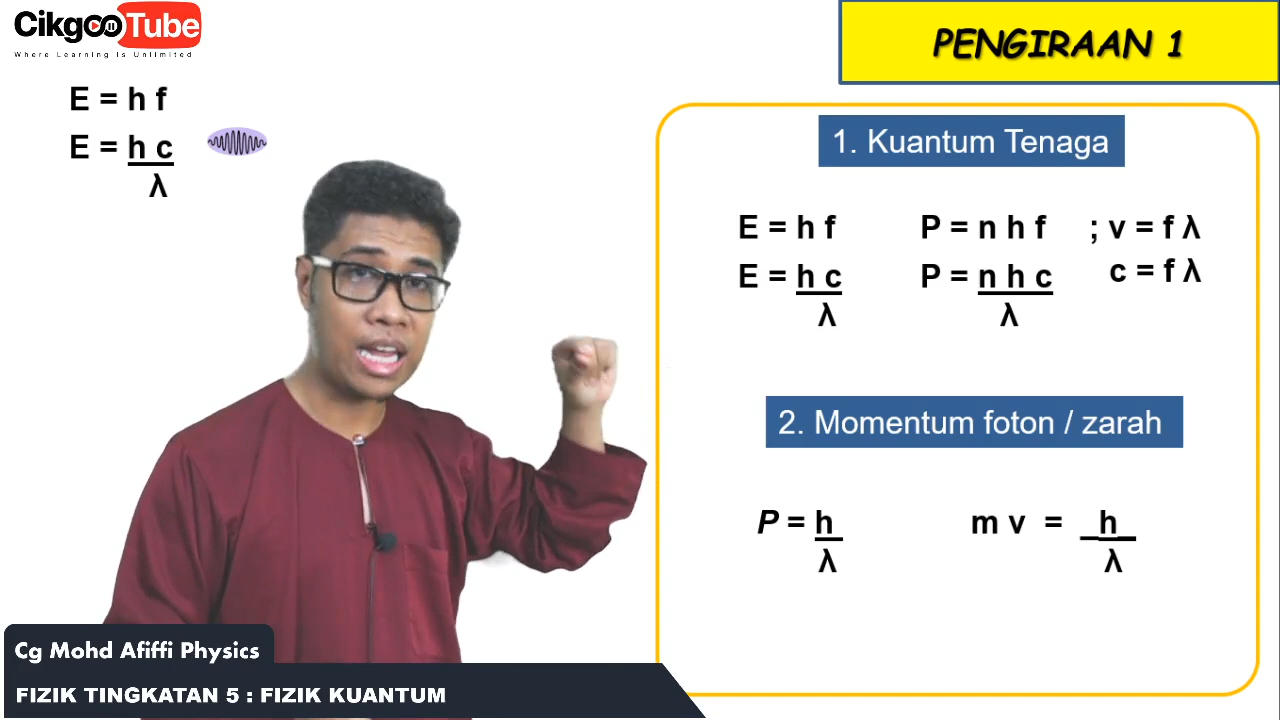 CikgooTube
Where Learning Is Unlimited
PENGIRAAN 1
E = h f
E = h c
λ
1. Kuantum Tenaga
E = h f P = n h f ; v = f λ
E = h c P = n h c c = f λ
λ λ
2. Momentum foton / zarah
P = h m v = _h_
λ λ
Cg Mohd Afiffi Physics
FIZIK TINGKATAN 5 : FIZIK KUANTUM